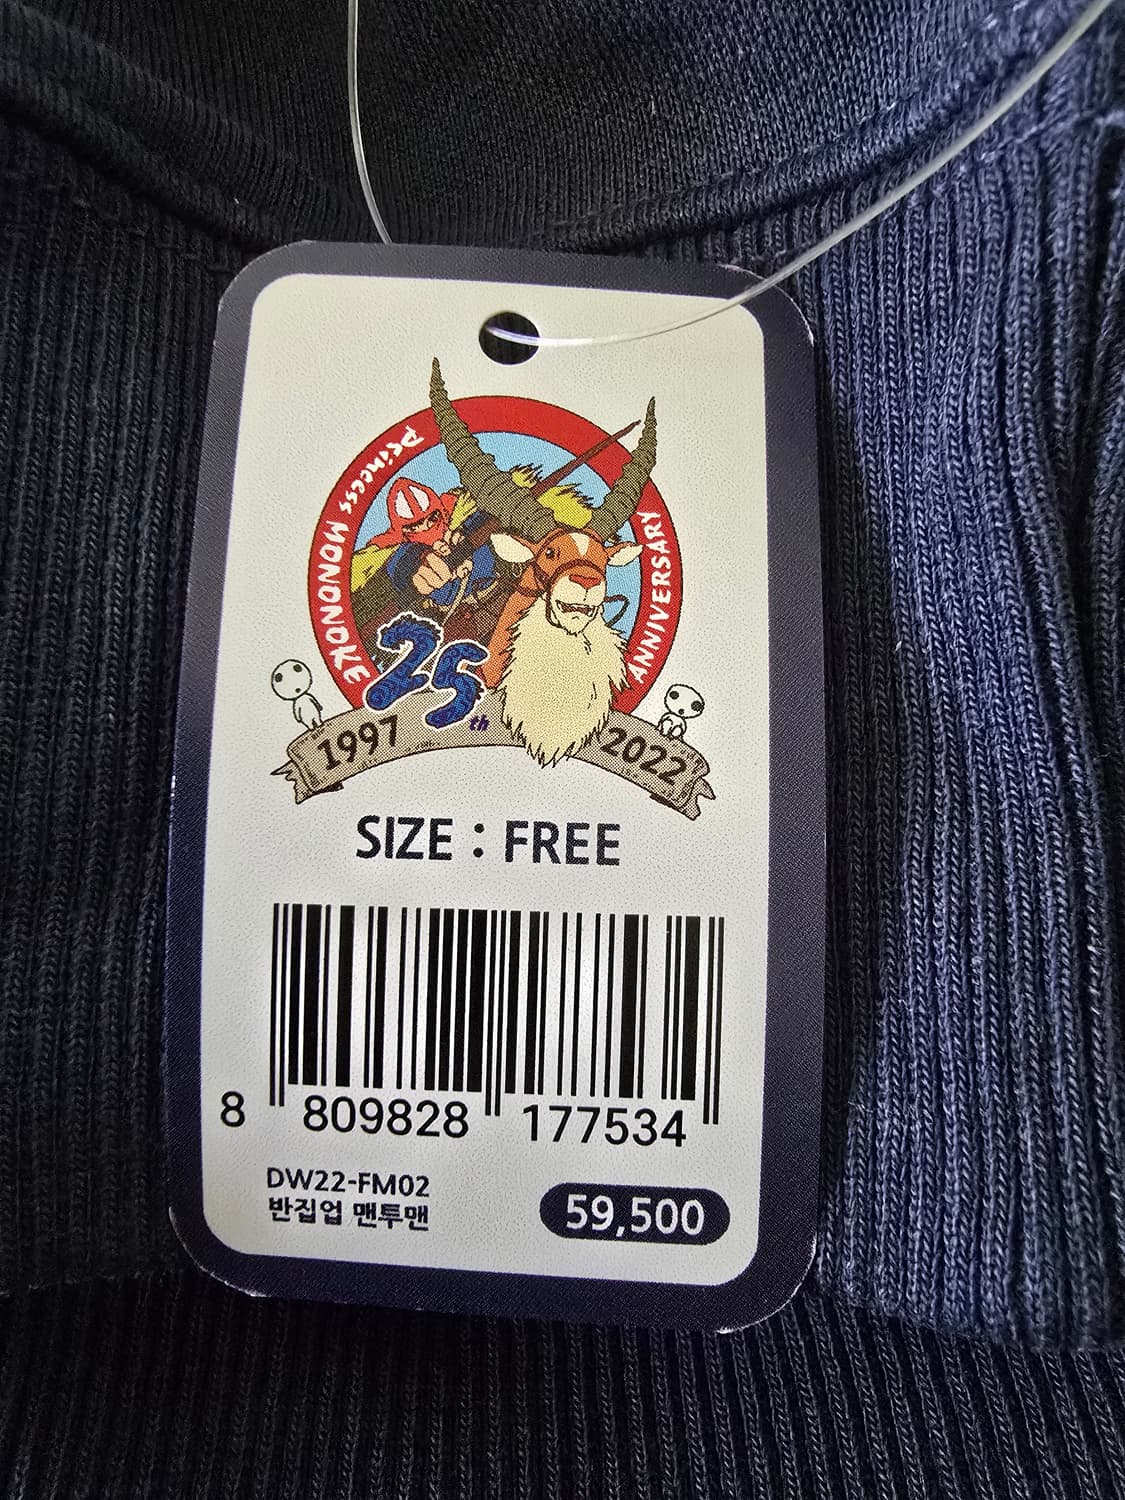 Princess MONONOKE
ANNIVERSARY
25th
1997
2022
SIZE : FREE
8 809828 177534
DW22-FM02
반집업 맨투맨
59,500